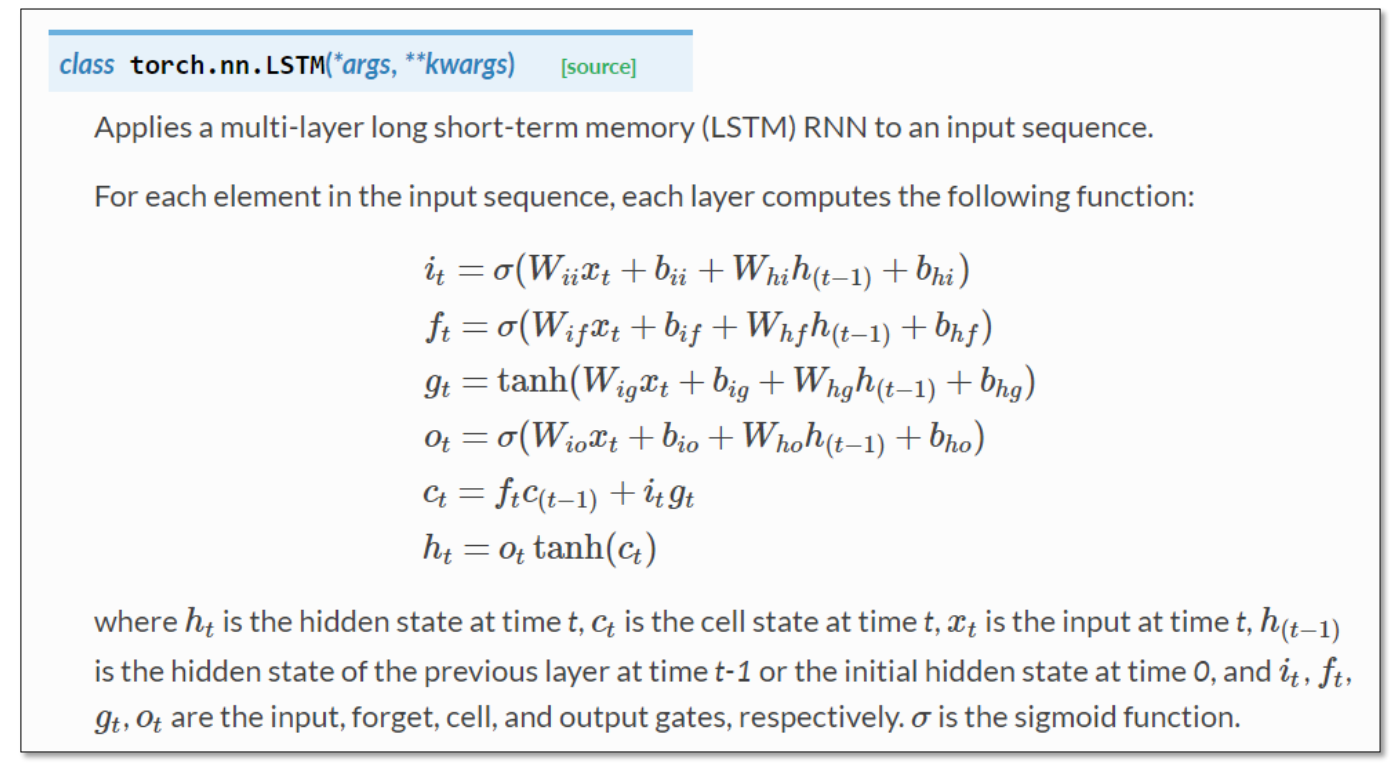 class torch.nn.LSTM(*args, **kwargs) [source]
Applies a multi-layer long short-term memory (LSTM) RNN to an input sequence.
For each element in the input sequence, each layer computes the following function:
i_t = σ(W_{ii} x_t + b_{ii} + W_{hi} h_{(t−1)} + b_{hi})
f_t = σ(W_{if} x_t + b_{if} + W_{hf} h_{(t−1)} + b_{hf})
g_t = tanh(W_{ig} x_t + b_{ig} + W_{hg} h_{(t−1)} + b_{hg})
o_t = σ(W_{io} x_t + b_{io} + W_{ho} h_{(t−1)} + b_{ho})
c_t = f_t c_{(t−1)} + i_t g_t
h_t = o_t tanh(c_t)
where h_t is the hidden state at time t, c_t is the cell state at time t, x_t is the input at time t, h_{(t−1)}
is the hidden state of the previous layer at time t-1 or the initial hidden state at time 0, and i_t, f_t,
g_t, o_t are the input, forget, cell, and output gates, respectively. σ is the sigmoid function.